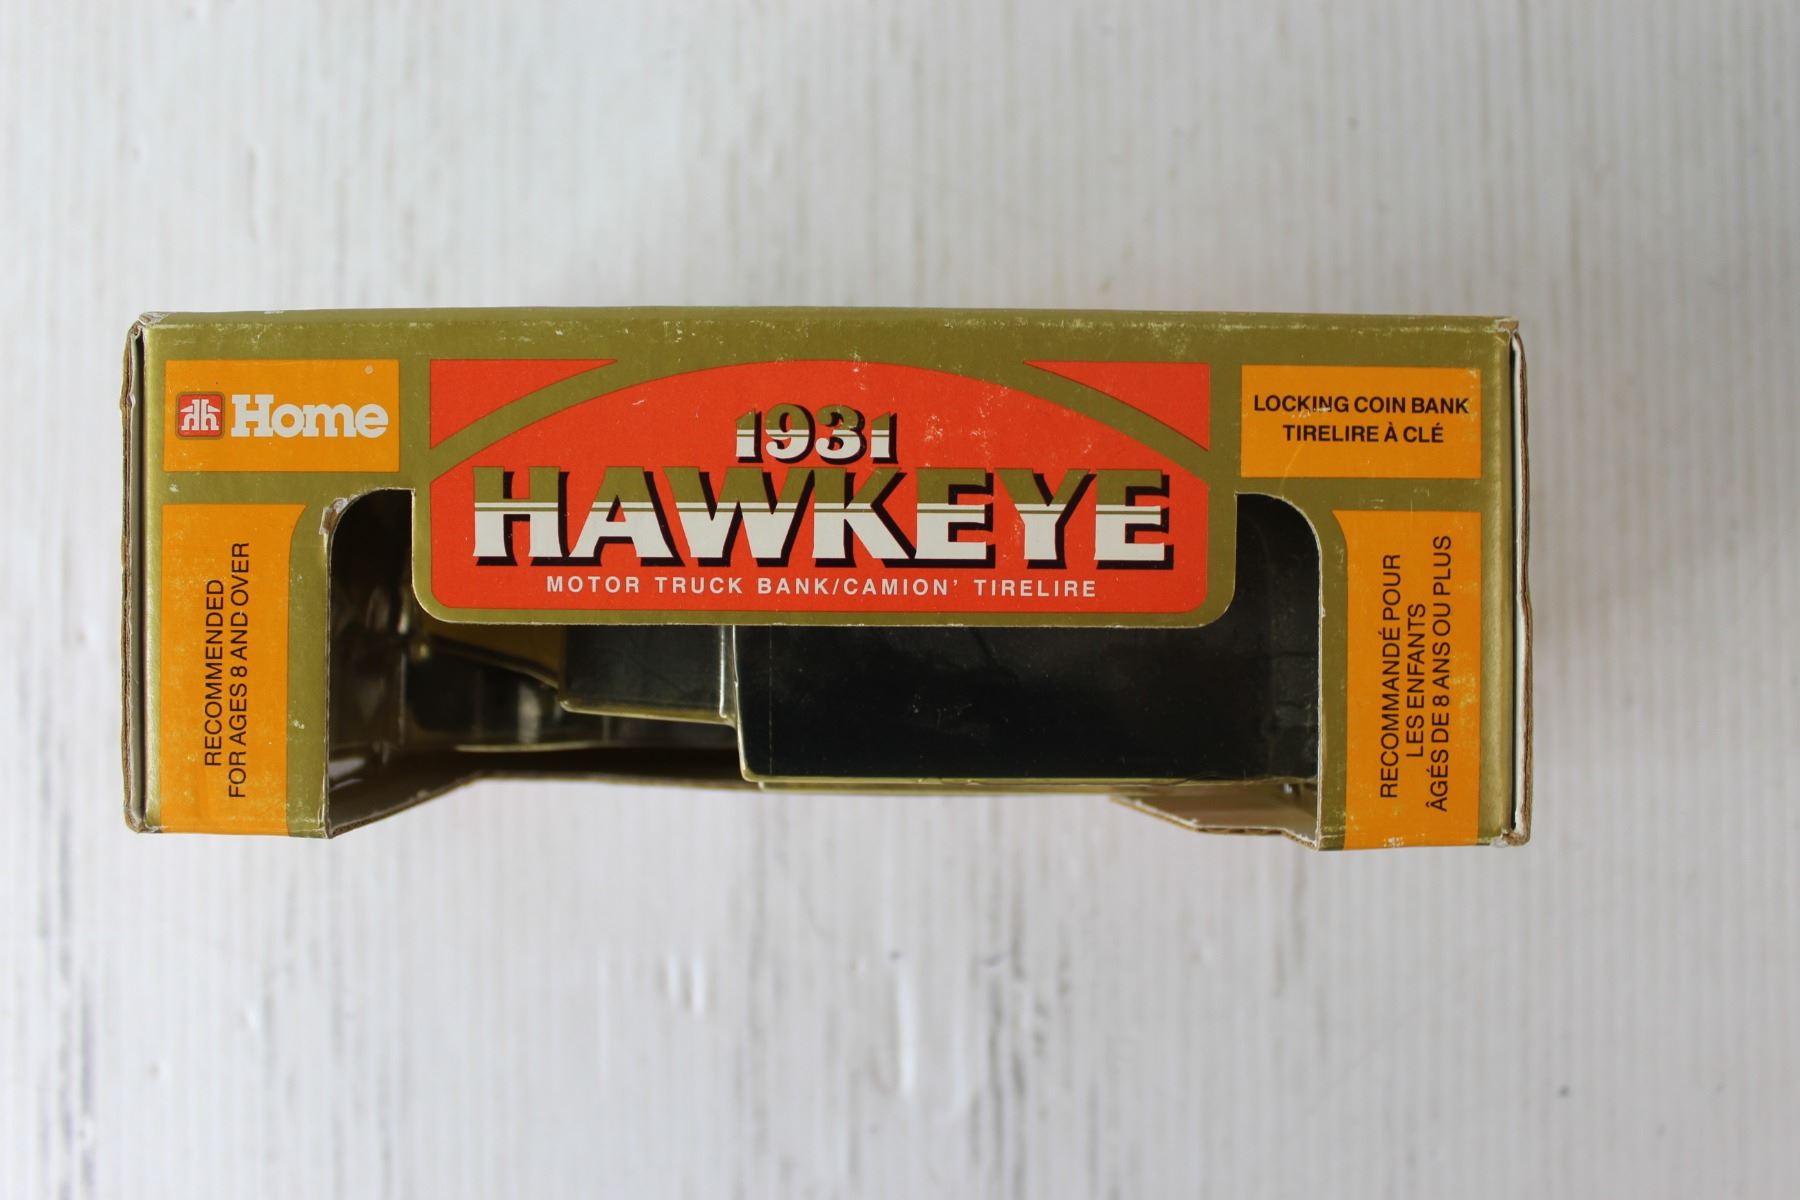 hh Home
1931
HAWKEYE
MOTOR TRUCK BANK/CAMION' TIRELIRE
LOCKING COIN BANK
TIRELIRE À CLÉ
RECOMMENDED
FOR AGES 8 AND OVER
RECOMMANDÉ POUR
LES ENFANTS
ÂGÉS DE 8 ANS OU PLUS